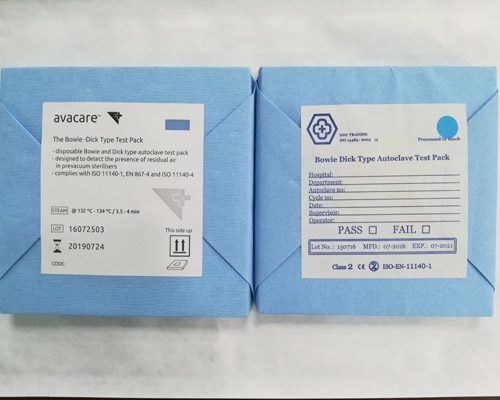 avacare
The Bowie -Dick Type Test Pack
- disposable Bowie and Dick type autoclave test pack
- designed to detect the presence of residual air
in prevacuum sterilisers
- complies with ISO 11140-1, EN 867-4 and ISO 11140-4
STEAM @ 132 °C - 134 °C / 3.5 - 4 min
LOT 16072503
20190724
This side up
CODE:
DISC TRAINING
Processed to Black
Bowie Dick Type Autoclave Test Pack
Hospital:
Department:
Autoclave no:
Cycle no:
Date:
Supervisor:
Operator:
PASS FAIL
Lot No.: 150716 MFD.: 07-2016 EXP.: 07-2021
Class 2 CE ISO-EN-11140-1